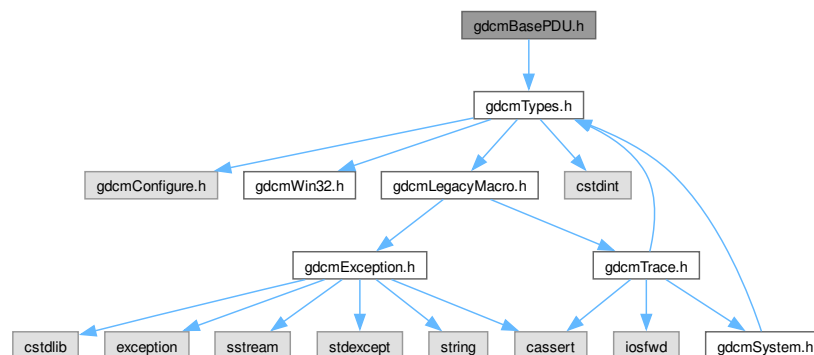 gdcmBasePDU.h
gdcmTypes.h
gdcmConfigure.h
gdcmWin32.h
gdcmLegacyMacro.h
cstdint
gdcmException.h
gdcmTrace.h
cstdlib
exception
sstream
stdexcept
string
cassert
iosfwd
gdcmSystem.h